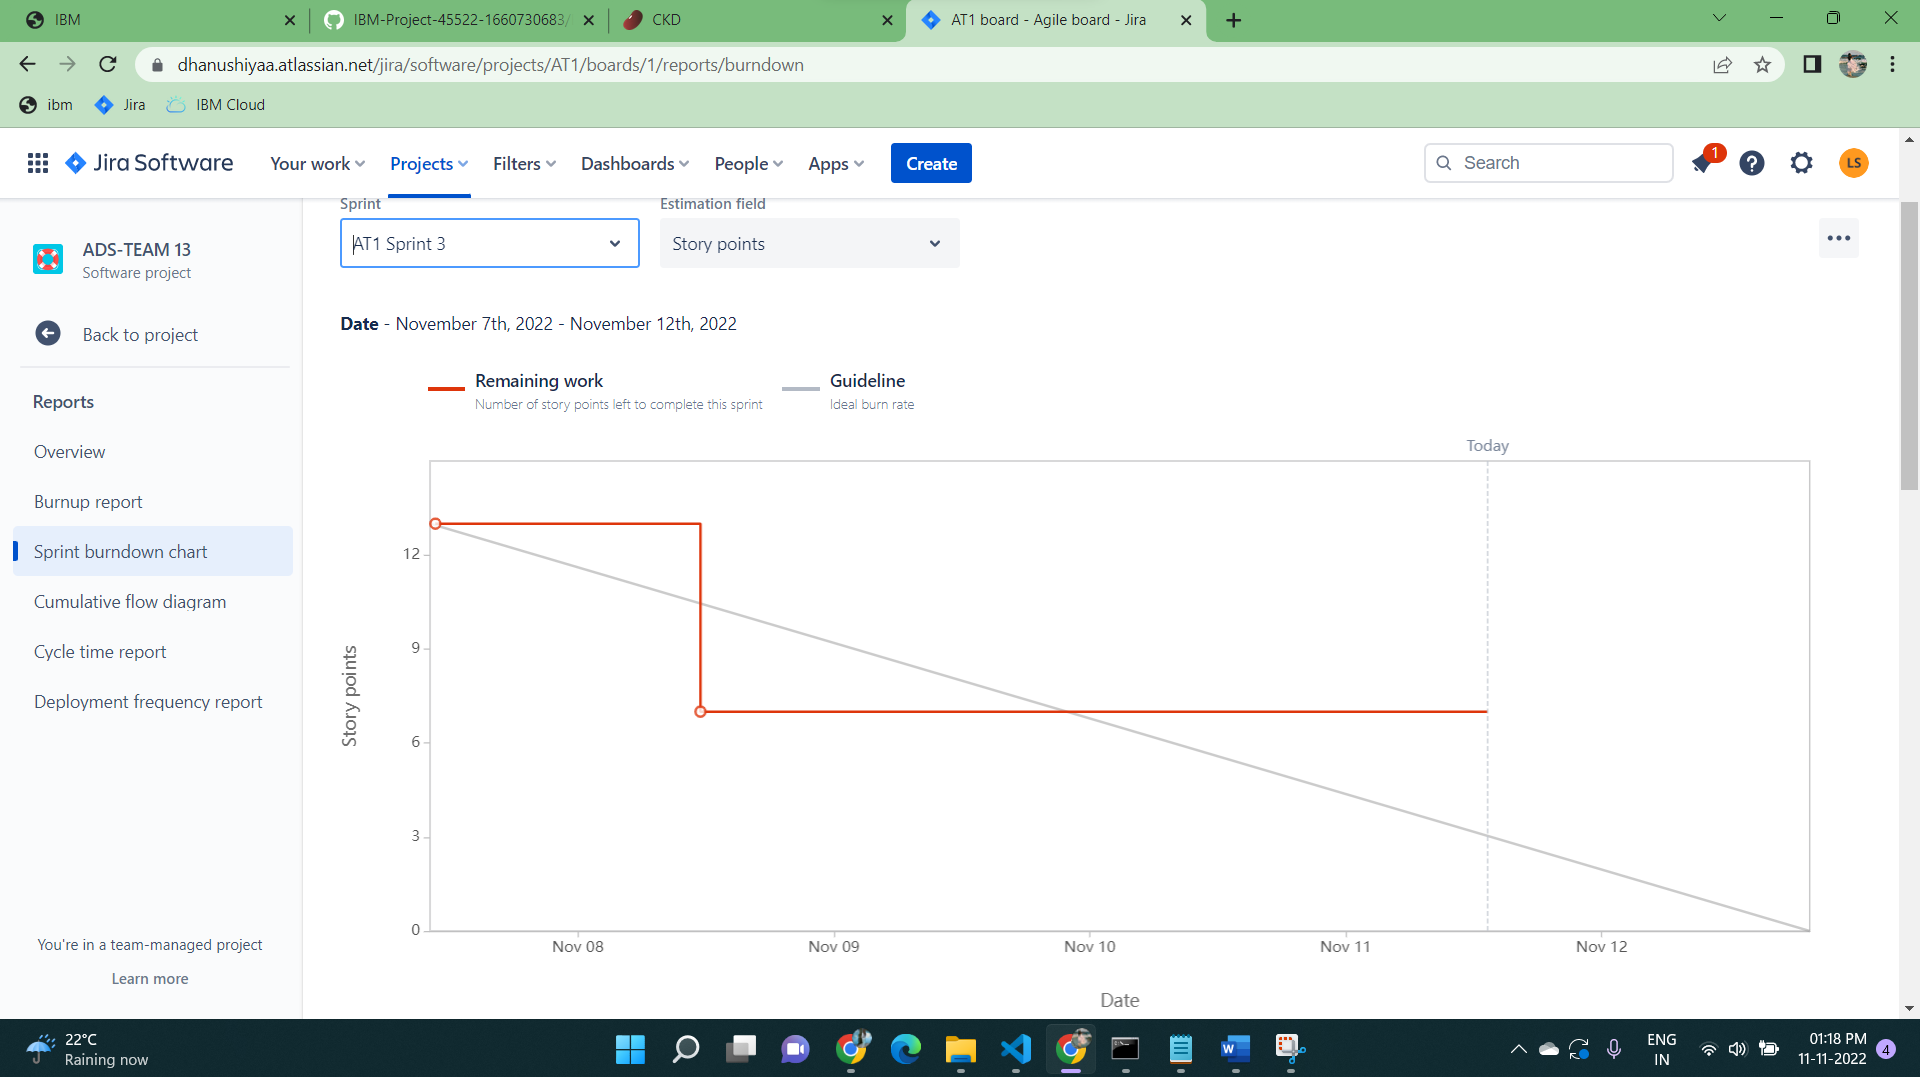 IBM
IBM-Project-45522-1660730683/
CKD
AT1 board - Agile board - Jira
dhanushiyaa.atlassian.net/jira/software/projects/AT1/boards/1/reports/burndown
ibm
Jira
IBM Cloud
Jira Software
Your work
Projects
Filters
Dashboards
People
Apps
Create
Search
1
LS
ADS-TEAM 13
Software project
Back to project
Reports
Overview
Burnup report
Sprint burndown chart
Cumulative flow diagram
Cycle time report
Deployment frequency report
You're in a team-managed project
Learn more
Sprint
AT1 Sprint 3
Estimation field
Story points
Date - November 7th, 2022 - November 12th, 2022
Remaining work
Number of story points left to complete this sprint
Guideline
Ideal burn rate
Today
12
9
6
3
0
Story points
Nov 08
Nov 09
Nov 10
Nov 11
Nov 12
Date
22°C
Raining now
ENG
IN
01:18 PM
11-11-2022
4